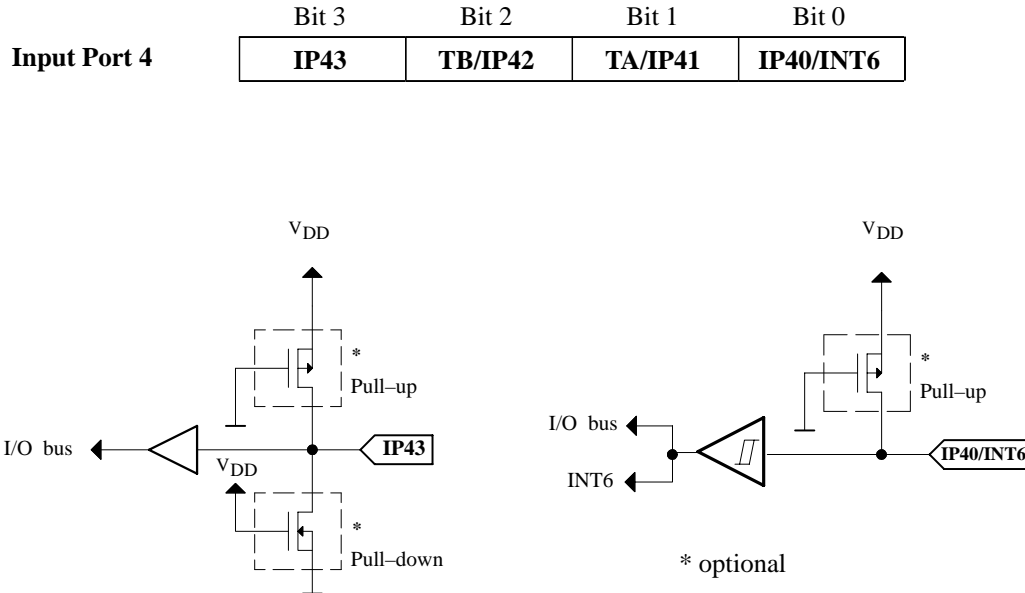 Bit 3 Bit 2 Bit 1 Bit 0
Input Port 4 IP43 TB/IP42 TA/IP41 IP40/INT6
VDD VDD
* *
Pull–up Pull–up
I/O bus IP43 I/O bus IP40/INT6
VDD INT6
*
Pull–down
* optional